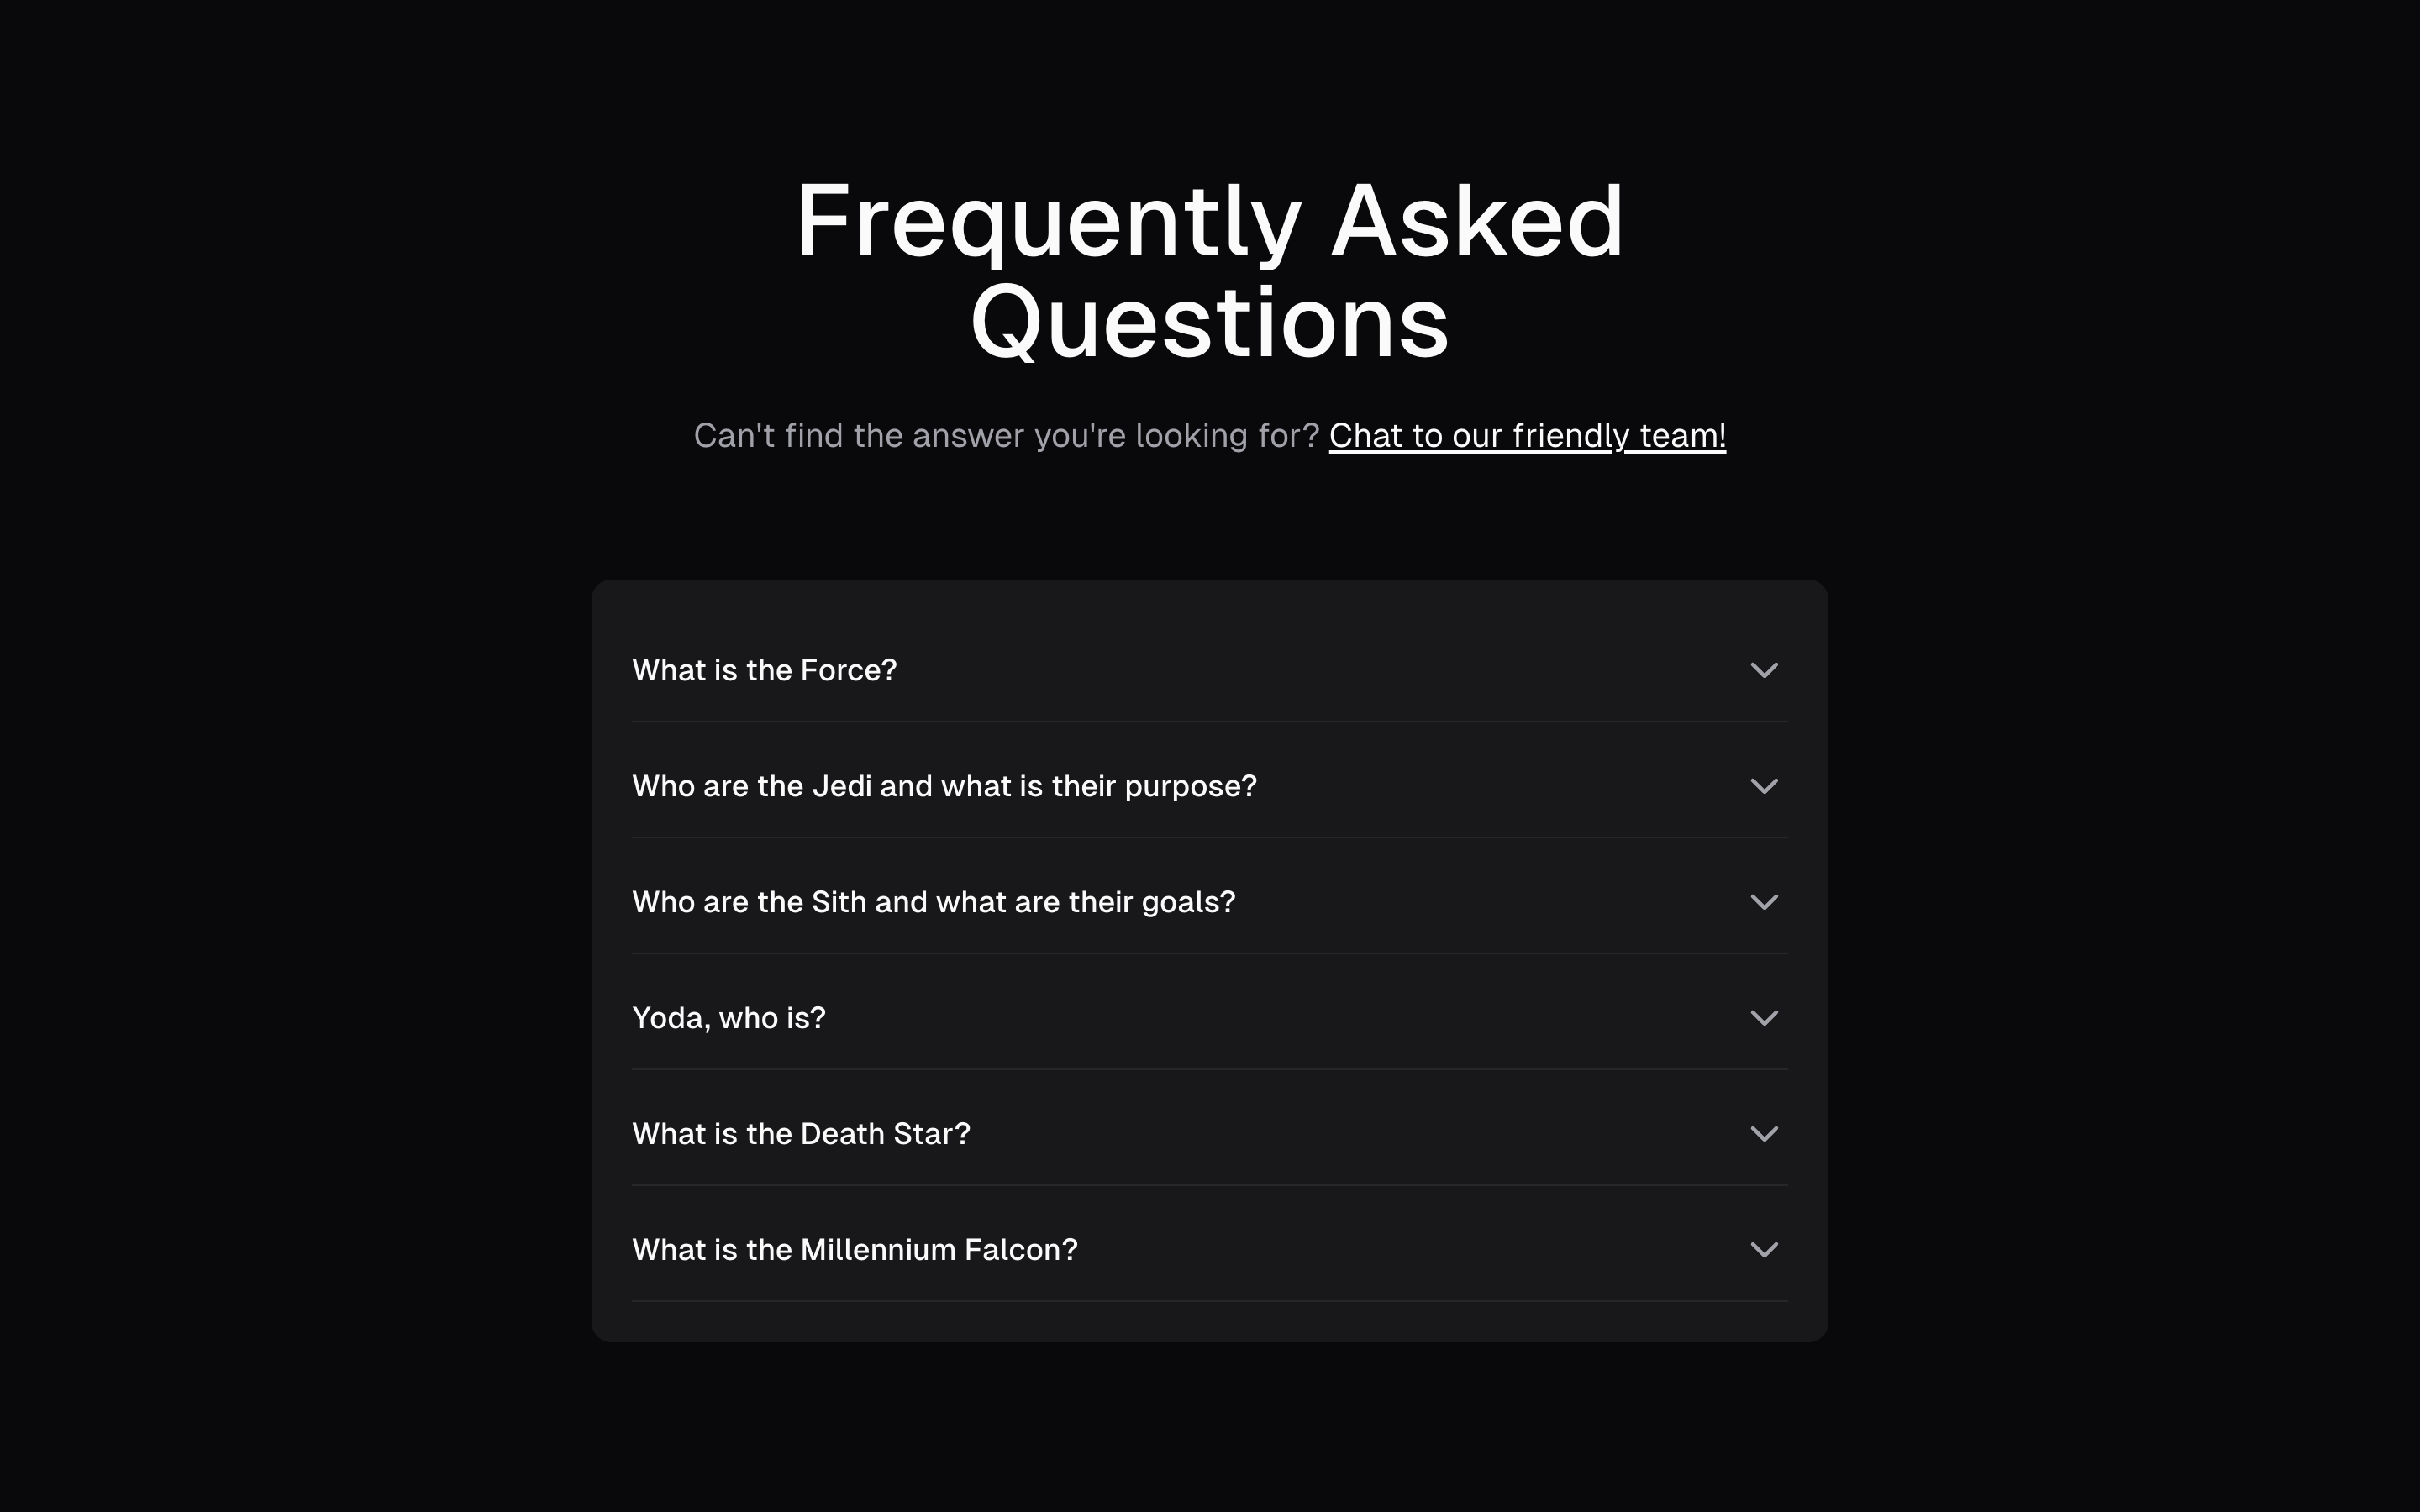 Frequently Asked
Questions
Can't find the answer you're looking for? Chat to our friendly team!
What is the Force?
Who are the Jedi and what is their purpose?
Who are the Sith and what are their goals?
Yoda, who is?
What is the Death Star?
What is the Millennium Falcon?